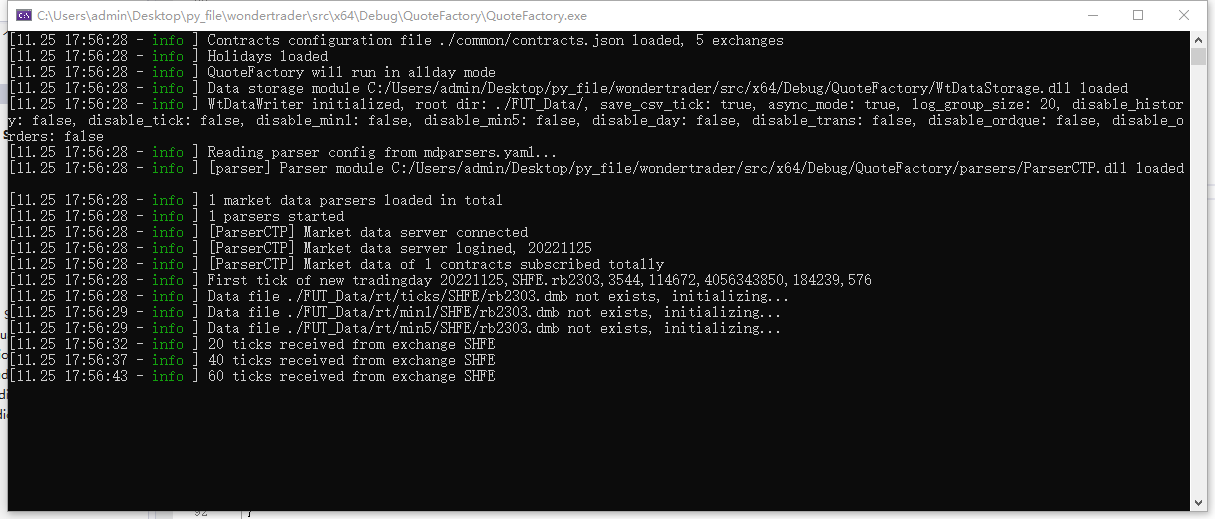 C:\Users\admin\Desktop\py_file\wondertrader\src\x64\Debug\QuoteFactory\QuoteFactory.exe
[11.25 17:56:28 - info ] Contracts configuration file ./common/contracts.json loaded, 5 exchanges
[11.25 17:56:28 - info ] Holidays loaded
[11.25 17:56:28 - info ] QuoteFactory will run in allday mode
[11.25 17:56:28 - info ] Data storage module C:/Users/admin/Desktop/py_file/wondertrader/src/x64/Debug/QuoteFactory/WtDataStorage.dll loaded
[11.25 17:56:28 - info ] WtDataWriter initialized, root dir: ./FUT_Data/, save_csv_tick: true, async_mode: true, log_group_size: 20, disable_histor
y: false, disable_tick: false, disable_min1: false, disable_min5: false, disable_day: false, disable_trans: false, disable_ordque: false, disable_o
rders: false
[11.25 17:56:28 - info ] Reading parser config from mdparsers.yaml...
[11.25 17:56:28 - info ] [parser] Parser module C:/Users/admin/Desktop/py_file/wondertrader/src/x64/Debug/QuoteFactory/parsers/ParserCTP.dll loaded
[11.25 17:56:28 - info ] 1 market data parsers loaded in total
[11.25 17:56:28 - info ] 1 parsers started
[11.25 17:56:28 - info ] [ParserCTP] Market data server connected
[11.25 17:56:28 - info ] [ParserCTP] Market data server logined, 20221125
[11.25 17:56:28 - info ] [ParserCTP] Market data of 1 contracts subscribed totally
[11.25 17:56:28 - info ] First tick of new tradingday 20221125,SHFE.rb2303,3544,114672,4056343850,184239,576
[11.25 17:56:28 - info ] Data file ./FUT_Data/rt/ticks/SHFE/rb2303.dmb not exists, initializing...
[11.25 17:56:29 - info ] Data file ./FUT_Data/rt/min1/SHFE/rb2303.dmb not exists, initializing...
[11.25 17:56:29 - info ] Data file ./FUT_Data/rt/min5/SHFE/rb2303.dmb not exists, initializing...
[11.25 17:56:32 - info ] 20 ticks received from exchange SHFE
[11.25 17:56:37 - info ] 40 ticks received from exchange SHFE
[11.25 17:56:43 - info ] 60 ticks received from exchange SHFE